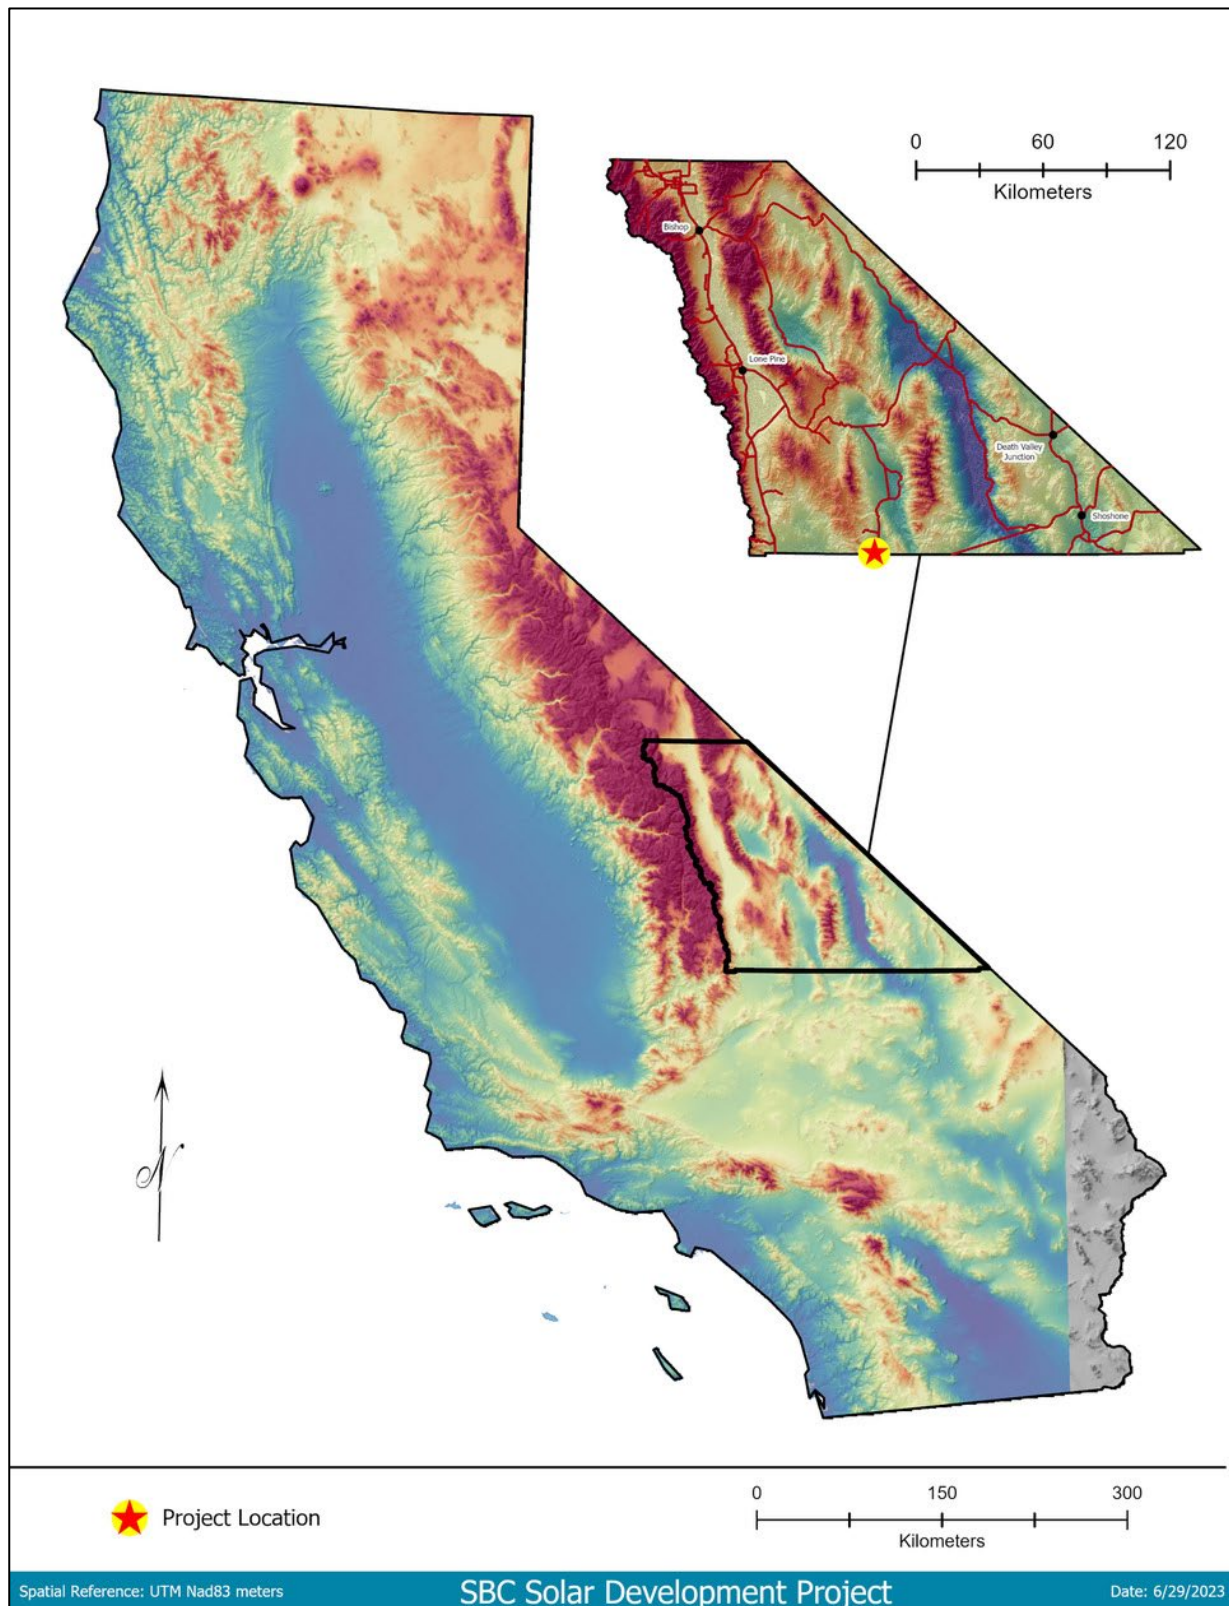 0 60 120
Kilometers
Bishop
Lone Pine
Death Valley
Junction
Shoshone
N
Project Location
0 150 300
Kilometers
Spatial Reference: UTM Nad83 meters
SBC Solar Development Project
Date: 6/29/2023